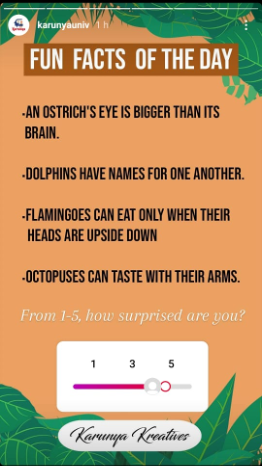 karunyauniv 1 h
FUN FACTS OF THE DAY
•AN OSTRICH'S EYE IS BIGGER THAN ITS
BRAIN.
•DOLPHINS HAVE NAMES FOR ONE ANOTHER.
•FLAMINGOES CAN EAT ONLY WHEN THEIR
HEADS ARE UPSIDE DOWN
•OCTOPUSES CAN TASTE WITH THEIR ARMS.
From 1-5, how surprised are you?
1 3 5
Karunya Kreatives